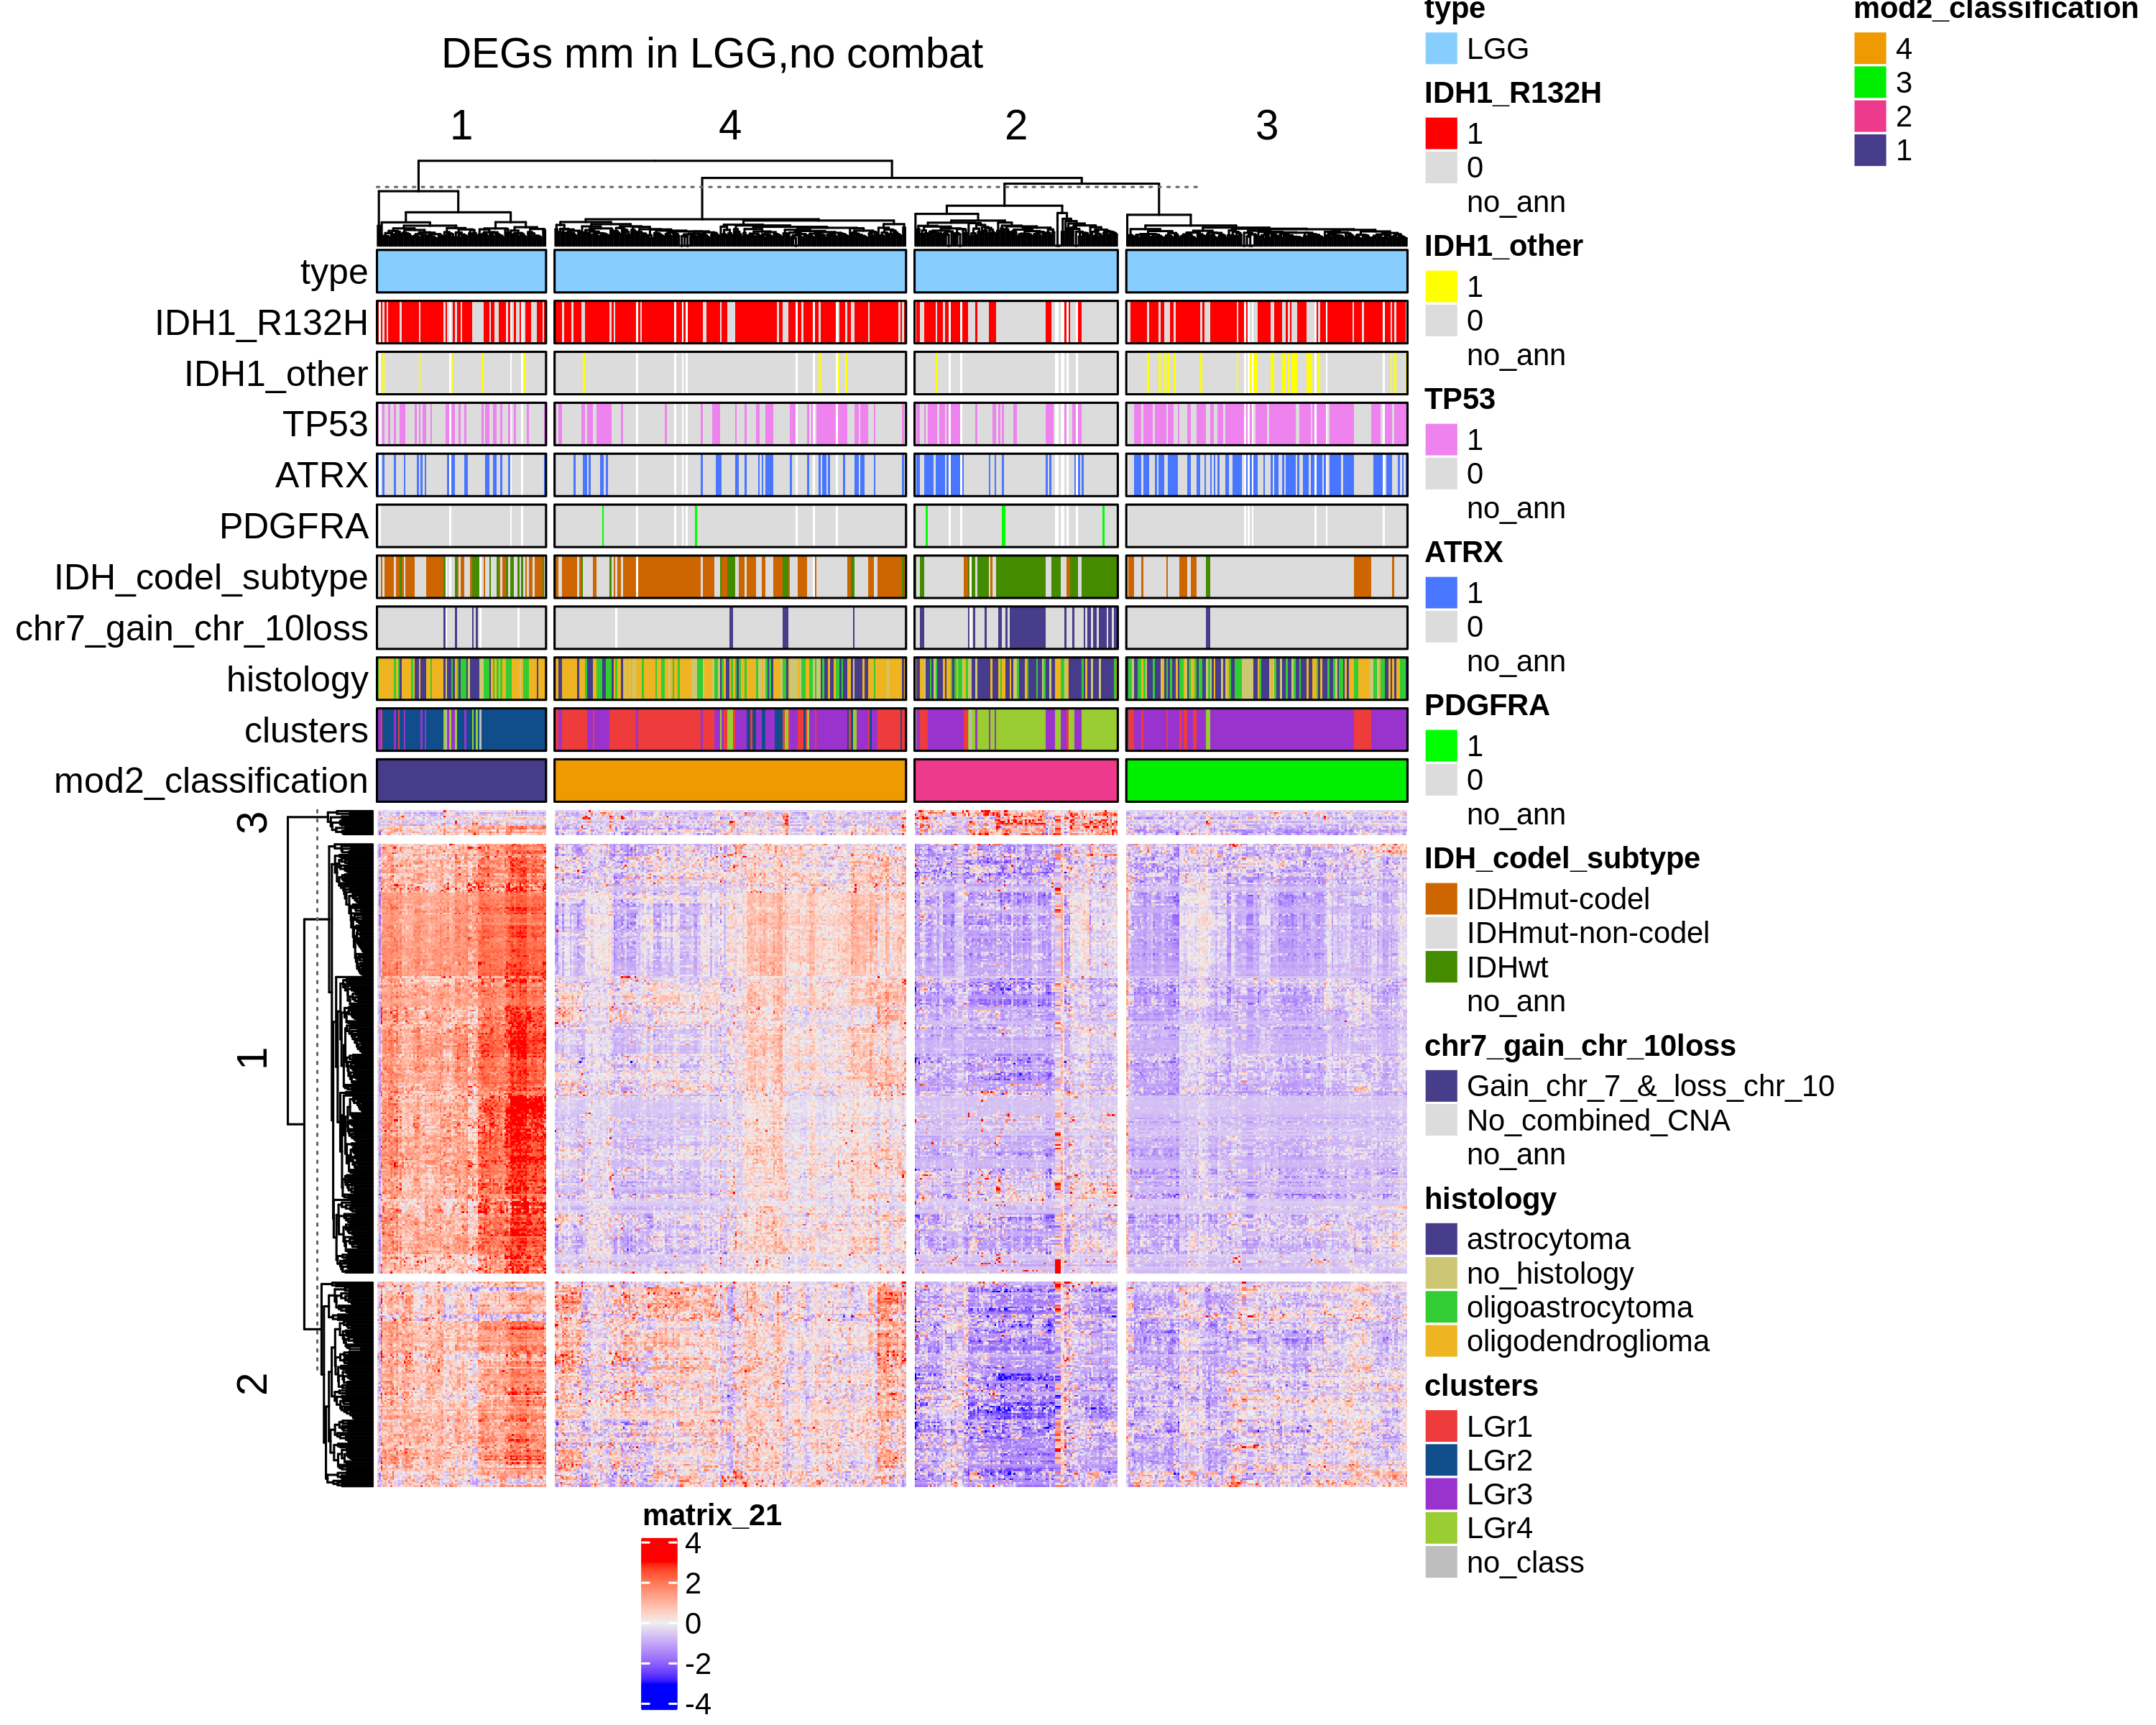 DEGs mm in LGG,no combat
1 4 2 3
type
IDH1_R132H
IDH1_other
TP53
ATRX
PDGFRA
IDH_codel_subtype
chr7_gain_chr_10loss
histology
clusters
mod2_classification
3
1
2
matrix_21
4
2
0
-2
-4
type
LGG
IDH1_R132H
1
0
no_ann
IDH1_other
1
0
no_ann
TP53
1
0
no_ann
ATRX
1
0
no_ann
PDGFRA
1
0
no_ann
IDH_codel_subtype
IDHmut-codel
IDHmut-non-codel
IDHwt
no_ann
chr7_gain_chr_10loss
Gain_chr_7_&_loss_chr_10
No_combined_CNA
no_ann
histology
astrocytoma
no_histology
oligoastrocytoma
oligodendroglioma
clusters
LGr1
LGr2
LGr3
LGr4
no_class
mod2_classification
4
3
2
1